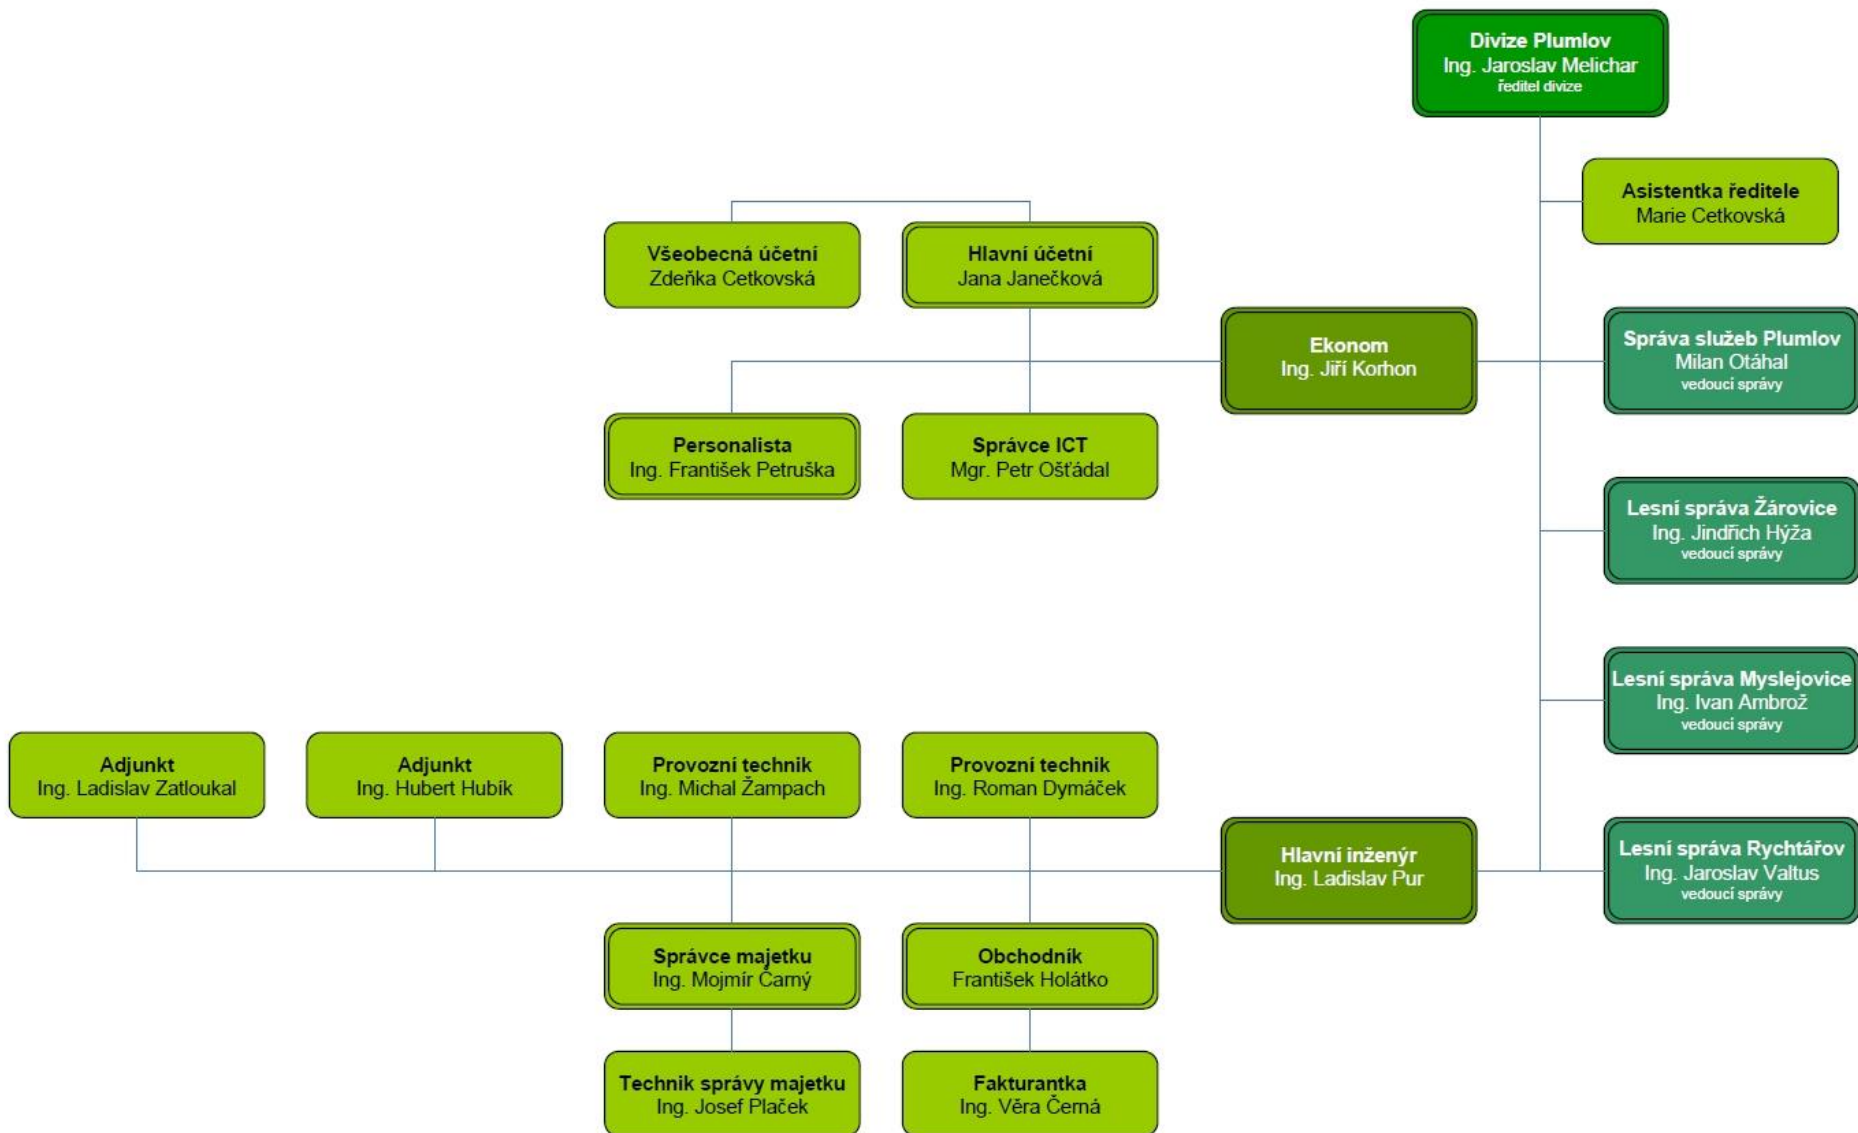 Divize Plumlov
Ing. Jaroslav Melichar
ředitel divize
Asistentka ředitele
Marie Cetkovská
Všeobecná účetní
Zdeňka Cetkovská
Hlavní účetní
Jana Janečková
Ekonom
Ing. Jiří Korhon
Správa služeb Plumlov
Milan Otáhal
vedoucí správy
Personalista
Ing. František Petruška
Správce ICT
Mgr. Petr Ošťádal
Lesní správa Žárovice
Ing. Jindřich Hýža
vedoucí správy
Lesní správa Myslejovice
Ing. Ivan Ambrož
vedoucí správy
Adjunkt
Ing. Ladislav Zatloukal
Adjunkt
Ing. Hubert Hubík
Provozní technik
Ing. Michal Žampach
Provozní technik
Ing. Roman Dymáček
Hlavní inženýr
Ing. Ladislav Pur
Lesní správa Rychtářov
Ing. Jaroslav Valtus
vedoucí správy
Správce majetku
Ing. Mojmír Čarný
Obchodník
František Holátko
Technik správy majetku
Ing. Josef Plaček
Fakturantka
Ing. Věra Černá